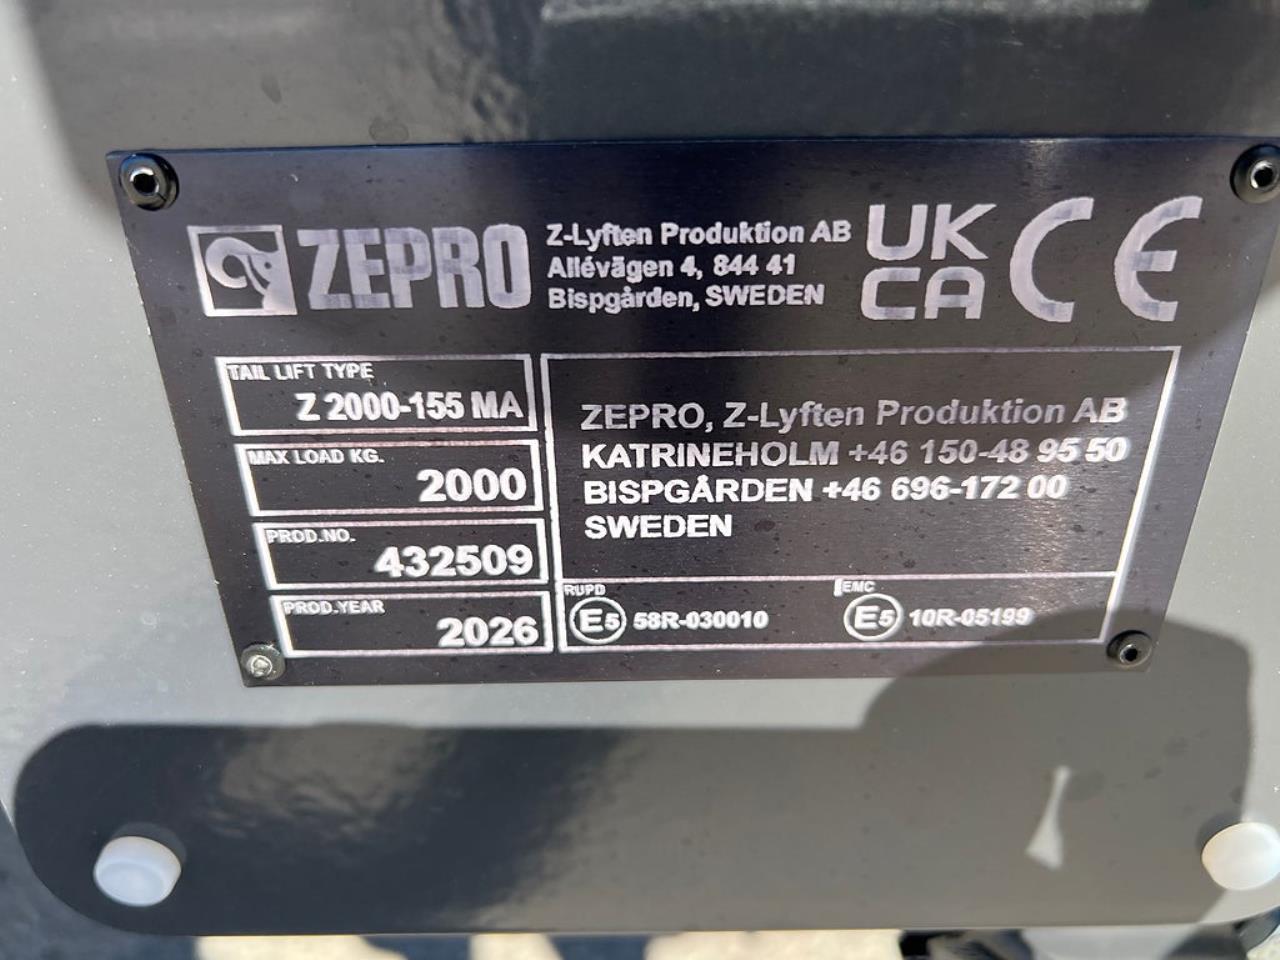 ZEPRO
Z-Lyften Produktion AB
Allévägen 4, 844 41
Bispgården, SWEDEN
UK
CA
CE
TAIL LIFT TYPE
Z 2000-155 MA
MAX LOAD KG.
2000
PROD.NO.
432509
PROD.YEAR
2026
ZEPRO, Z-Lyften Produktion AB
KATRINEHOLM +46 150-48 95 50
BISPGÅRDEN +46 696-172 00
SWEDEN
RUPD
E5 58R-030010
EMC
E5 10R-05199